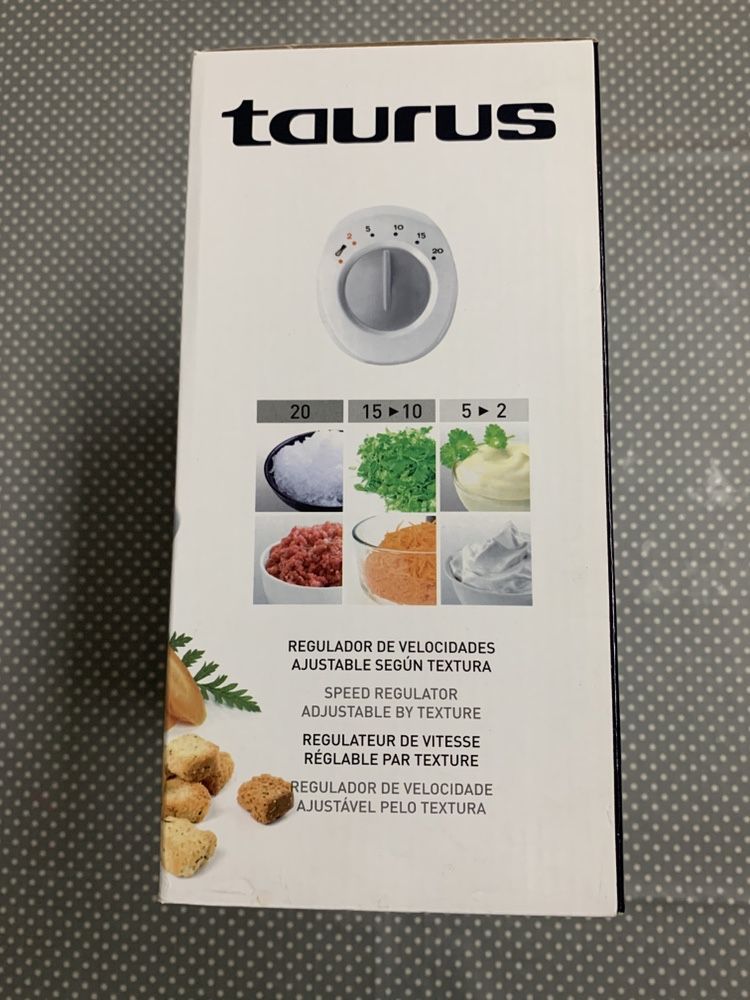 taurus
2 5 10 15 20
20 15 ▶ 10 5 ▶ 2
REGULADOR DE VELOCIDADES
AJUSTABLE SEGÚN TEXTURA
SPEED REGULATOR
ADJUSTABLE BY TEXTURE
REGULATEUR DE VITESSE
RÉGLABLE PAR TEXTURE
REGULADOR DE VELOCIDADE
AJUSTÁVEL PELO TEXTURA